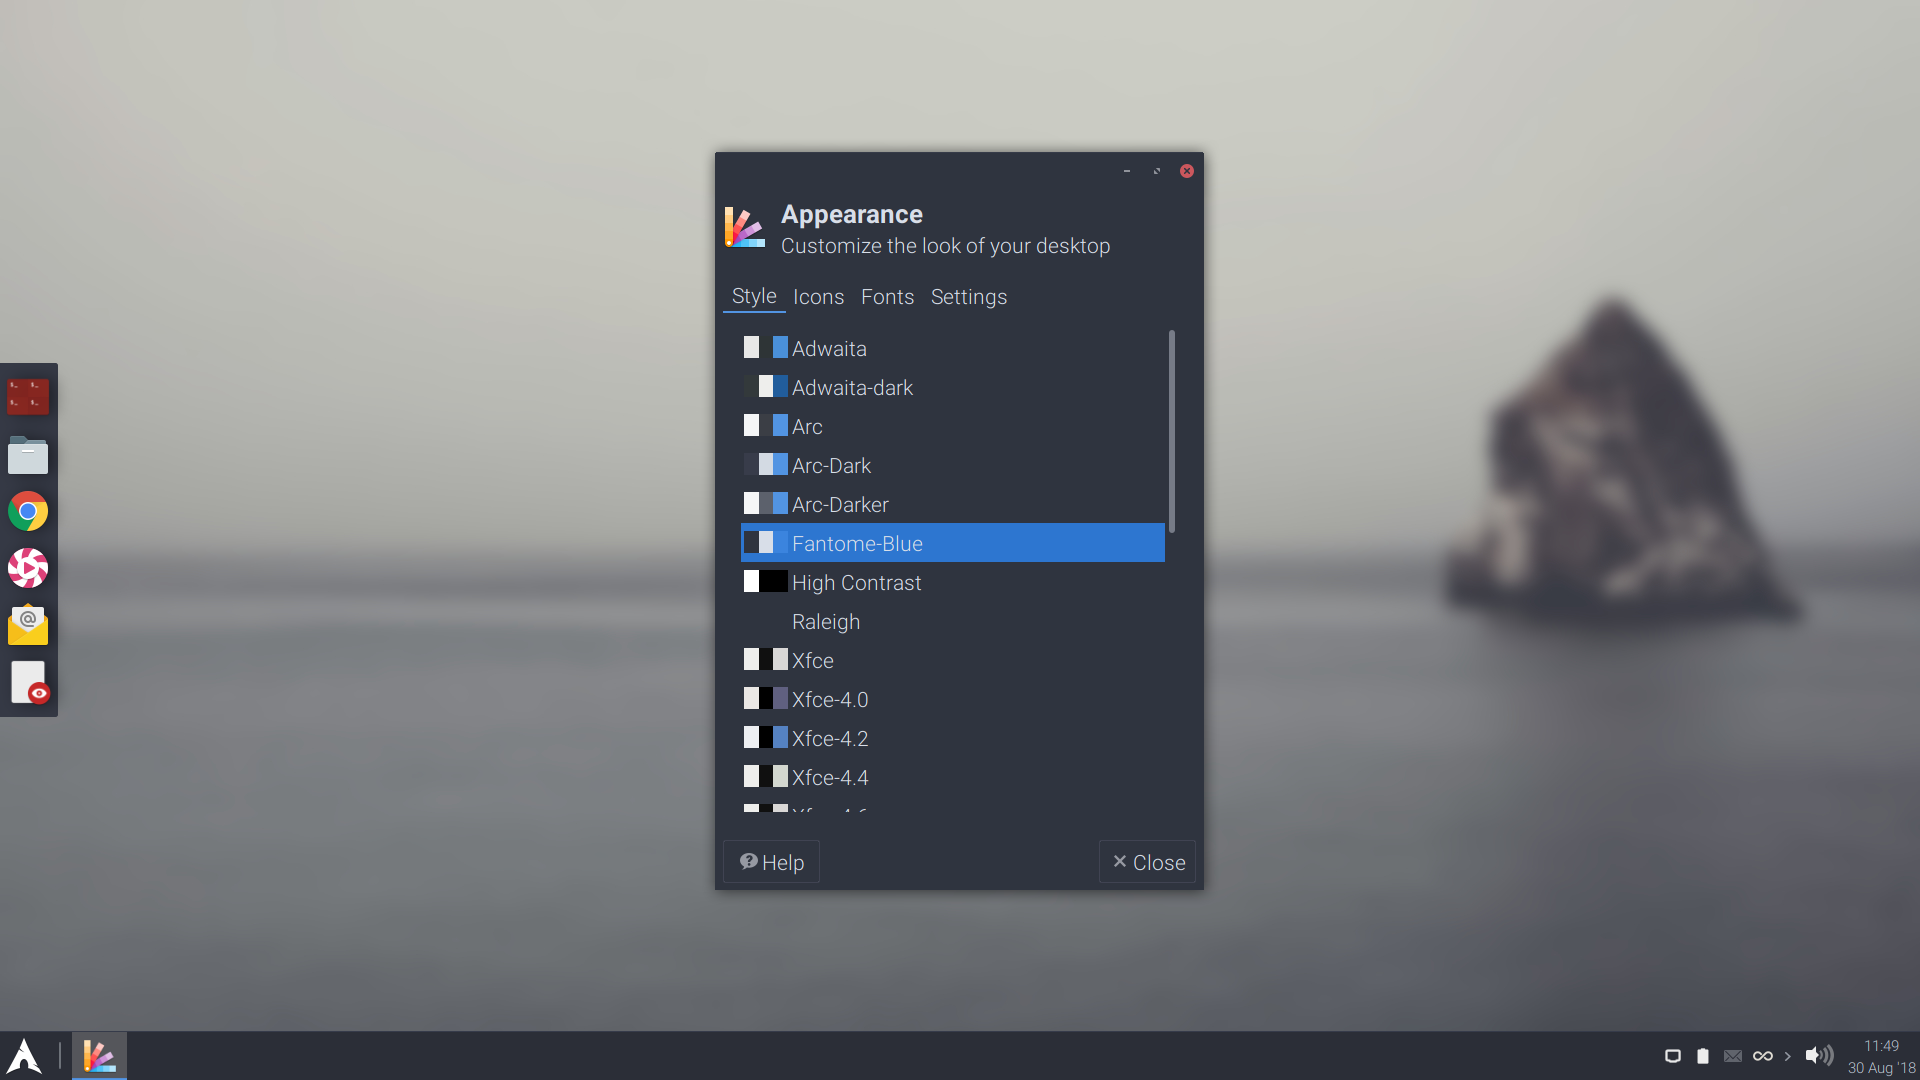 Appearance
Customize the look of your desktop
Style Icons Fonts Settings
Adwaita
Adwaita-dark
Arc
Arc-Dark
Arc-Darker
Fantome-Blue
High Contrast
Raleigh
Xfce
Xfce-4.0
Xfce-4.2
Xfce-4.4
Help
Close
11:49
30 Aug '18